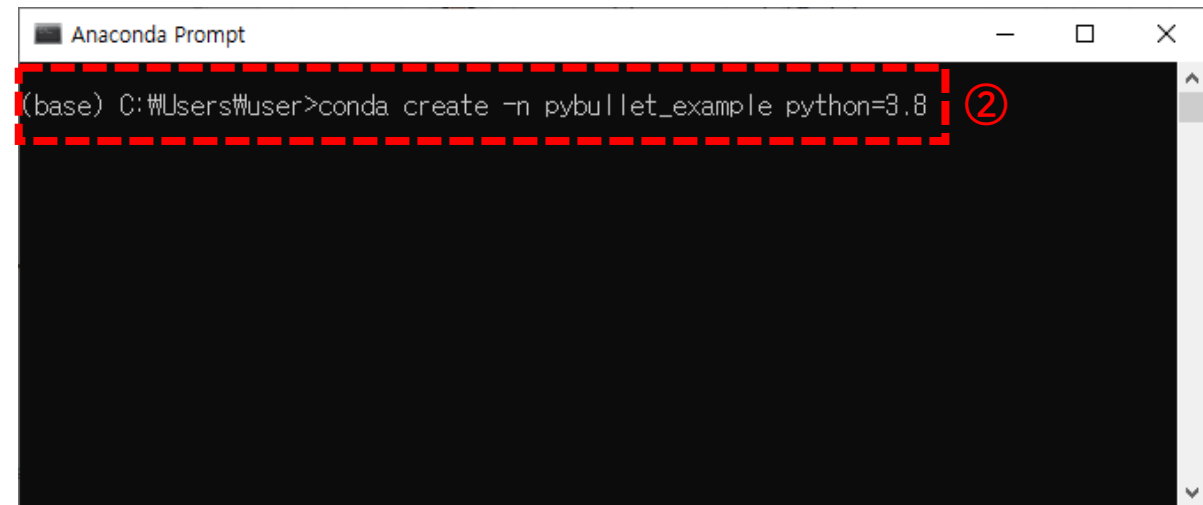 Anaconda Prompt
(base) C:₩Users₩user>conda create -n pybullet_example python=3.8
②